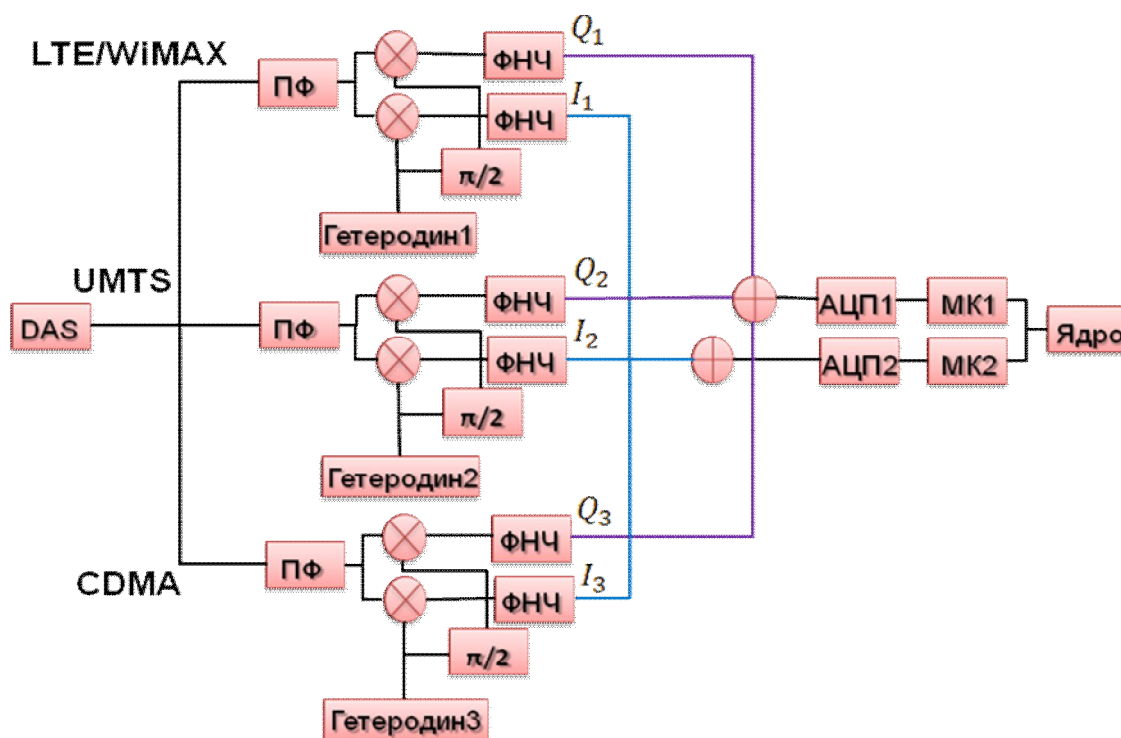 LTE/WiMAX
ПФ
ФНЧ
Q₁
ФНЧ
I₁
π/2
Гетеродин1
UMTS
DAS
ПФ
ФНЧ
Q₂
ФНЧ
I₂
π/2
Гетеродин2
АЦП1
МК1
АЦП2
МК2
Ядро
CDMA
ПФ
ФНЧ
Q₃
ФНЧ
I₃
π/2
Гетеродин3